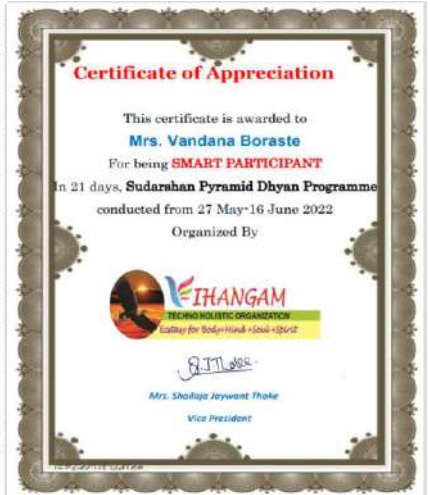 Certificate of Appreciation
This certificate is awarded to
Mrs. Vandana Boraste
For being SMART PARTICIPANT
In 21 days, Sudarshan Pyramid Dhyan Programme
conducted from 27 May-16 June 2022
Organized By
VIHANGAM
TECHNO HOLISTIC ORGANIZATION
Ecstasy for Body+Mind+Soul+Spirit
Mrs. Shailaja Jaywant Thoke
Vice President